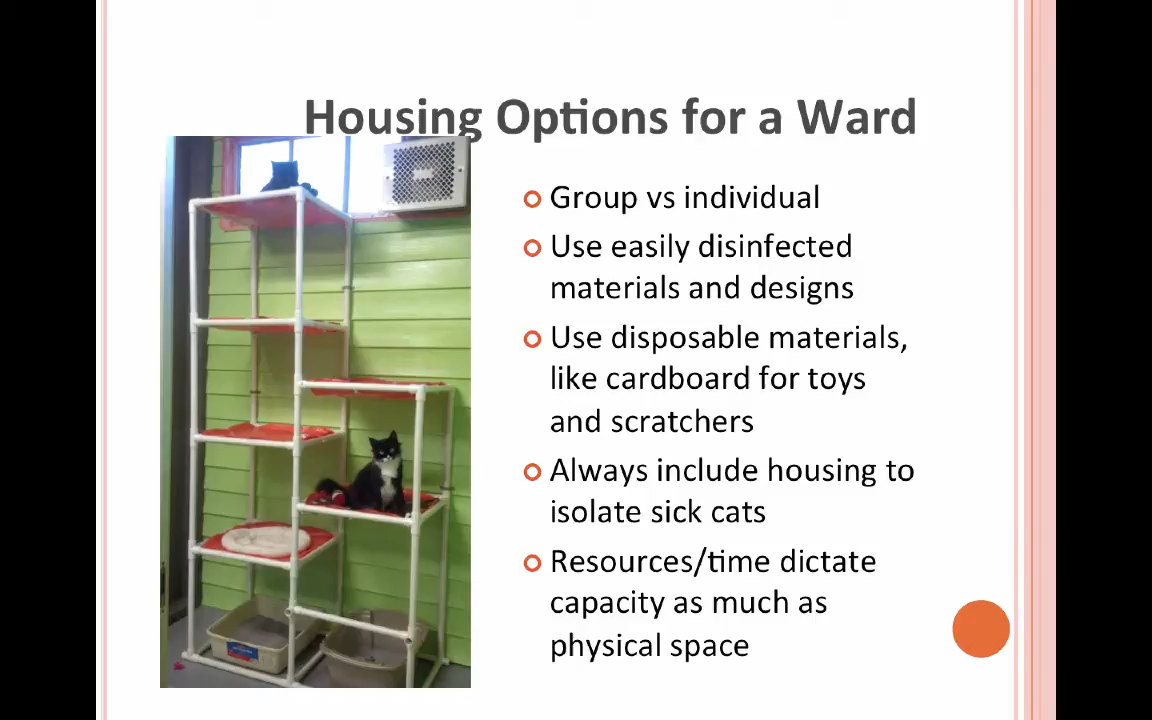 Housing Options for a Ward
Group vs individual
Use easily disinfected
materials and designs
Use disposable materials,
like cardboard for toys
and scratchers
Always include housing to
isolate sick cats
Resources/time dictate
capacity as much as
physical space